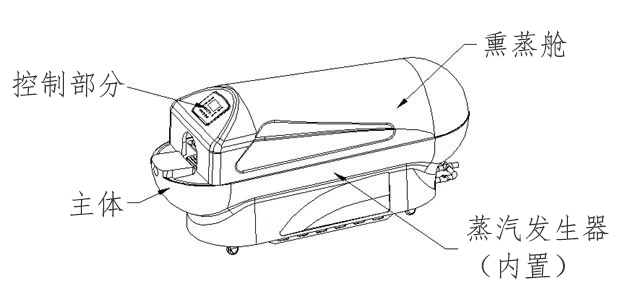 熏蒸舱
控制部分
主体
蒸汽发生器
（内置）